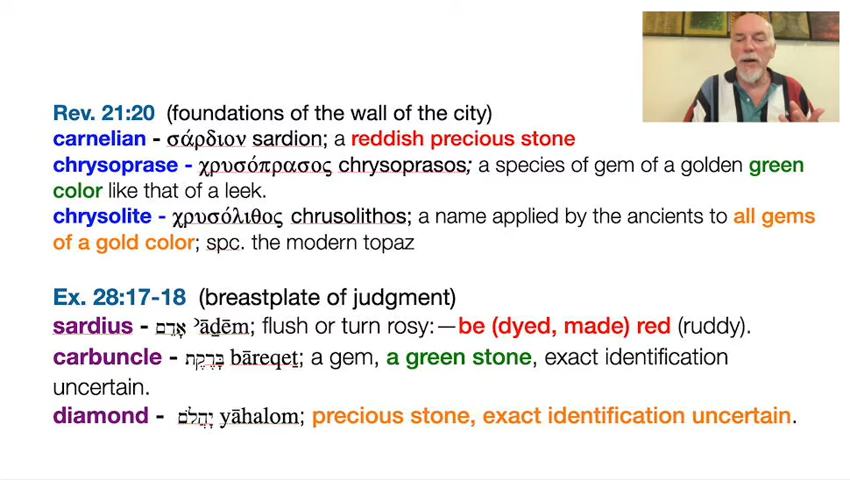 Rev. 21:20 (foundations of the wall of the city)
carnelian - σάρδιον sardion; a reddish precious stone
chrysoprase - χρυσόπρασος chrysoprasos; a species of gem of a golden green
color like that of a leek.
chrysolite - χρυσόλιθος chrusolithos; a name applied by the ancients to all gems
of a gold color; spc. the modern topaz
Ex. 28:17-18 (breastplate of judgment)
sardius - אָדֵם ʾāḏēm; flush or turn rosy:—be (dyed, made) red (ruddy).
carbuncle - בָּרֶקֶת bāreqeṯ; a gem, a green stone, exact identification
uncertain.
diamond - יָהֲלֹם yāhalom; precious stone, exact identification uncertain.